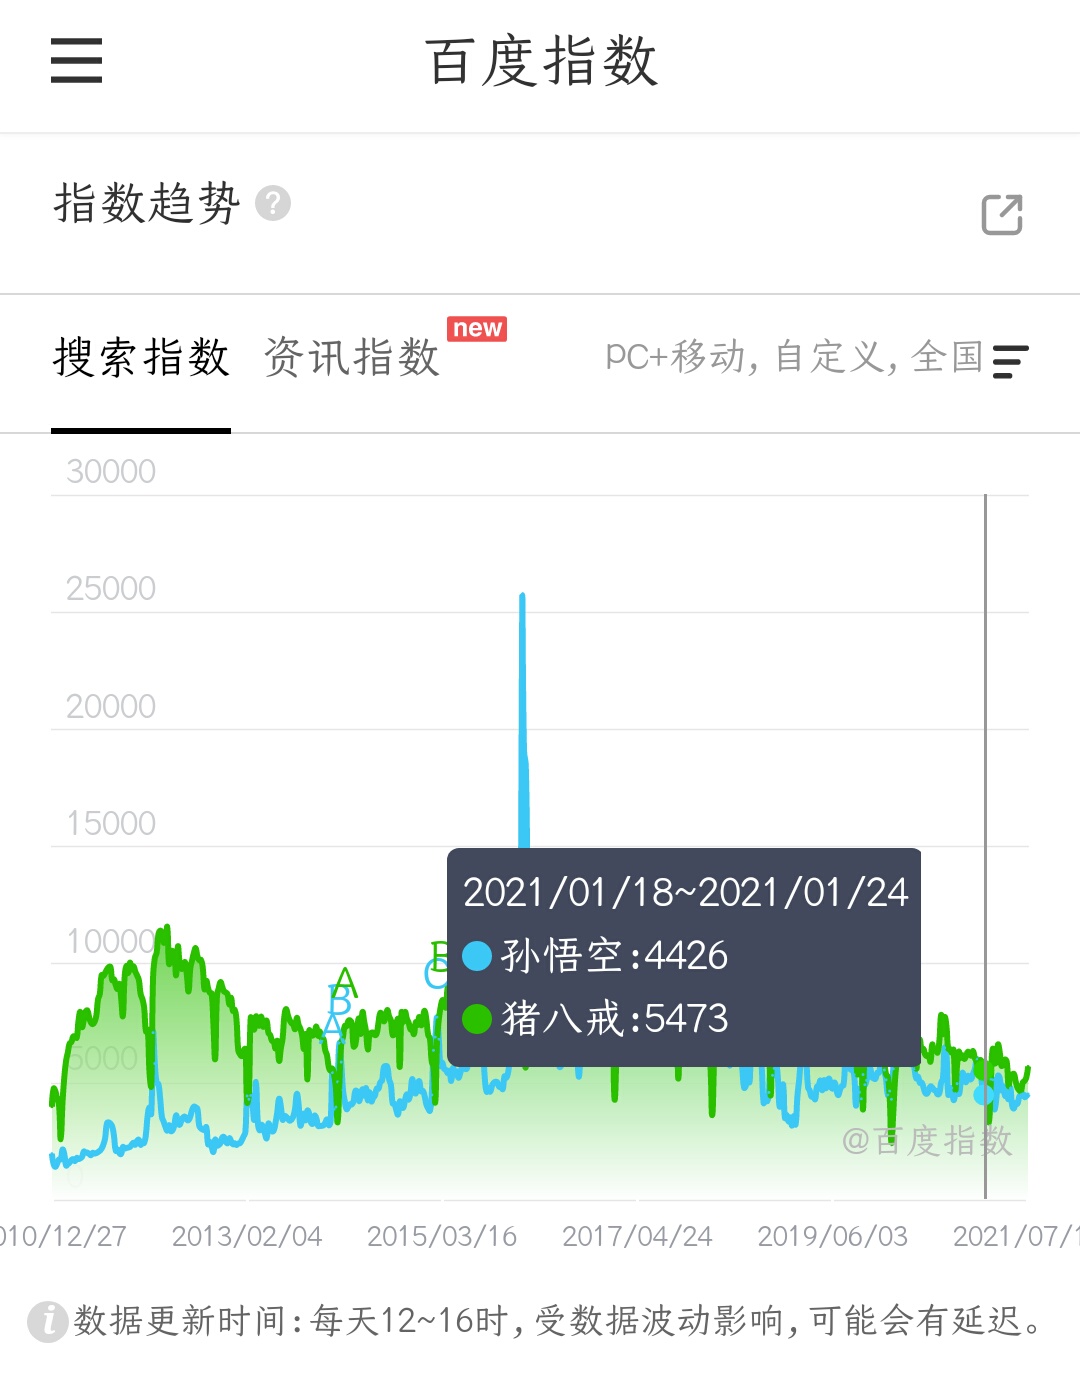 百度指数
指数趋势 ?
搜索指数 资讯指数 new PC+移动, 自定义, 全国
30000
25000
20000
15000
10000
5000
0
A
B
A
B
C
2021/01/18~2021/01/24
孙悟空:4426
猪八戒:5473
@百度指数
010/12/27 2013/02/04 2015/03/16 2017/04/24 2019/06/03 2021/07/1
i 数据更新时间:每天12~16时,受数据波动影响,可能会有延迟。